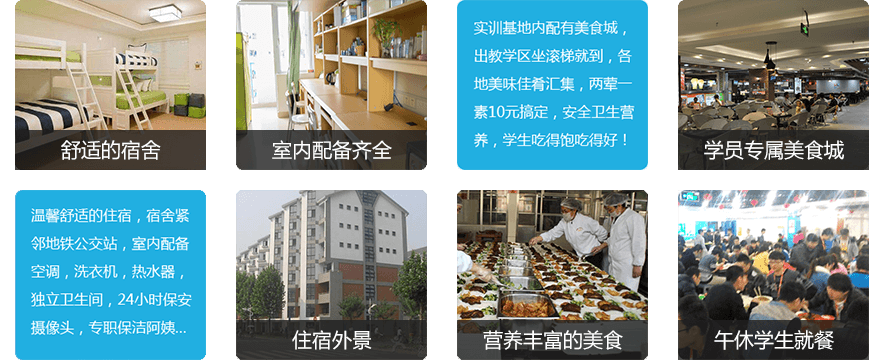 舒适的宿舍
室内配备齐全
实训基地内配有美食城，
出教学区坐滚梯就到，各
地美味佳肴汇集，两荤一
素10元搞定，安全卫生营
养，学生吃得饱吃得好！
学员专属美食城
温馨舒适的住宿，宿舍紧
邻地铁公交站，室内配备
空调，洗衣机，热水器，
独立卫生间，24小时保安
摄像头，专职保洁阿姨...
住宿外景
营养丰富的美食
午休学生就餐